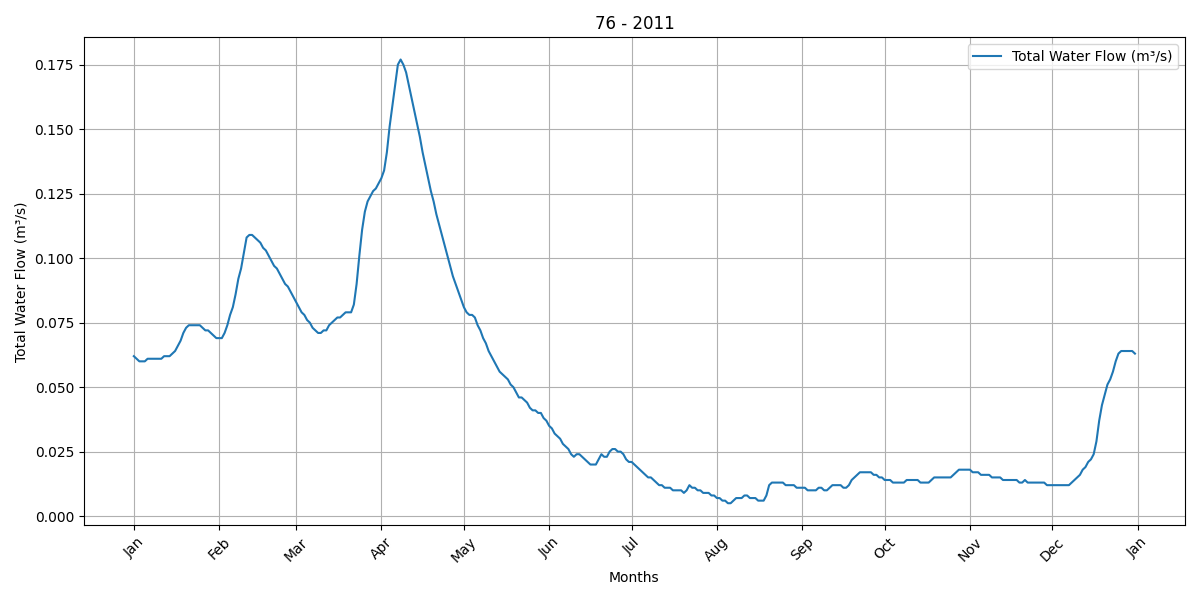 76 - 2011
Total Water Flow (m³/s)
Total Water Flow (m³/s)
0.175
0.150
0.125
0.100
0.075
0.050
0.025
0.000
Jan
Feb
Mar
Apr
May
Jun
Jul
Aug
Sep
Oct
Nov
Dec
Jan
Months